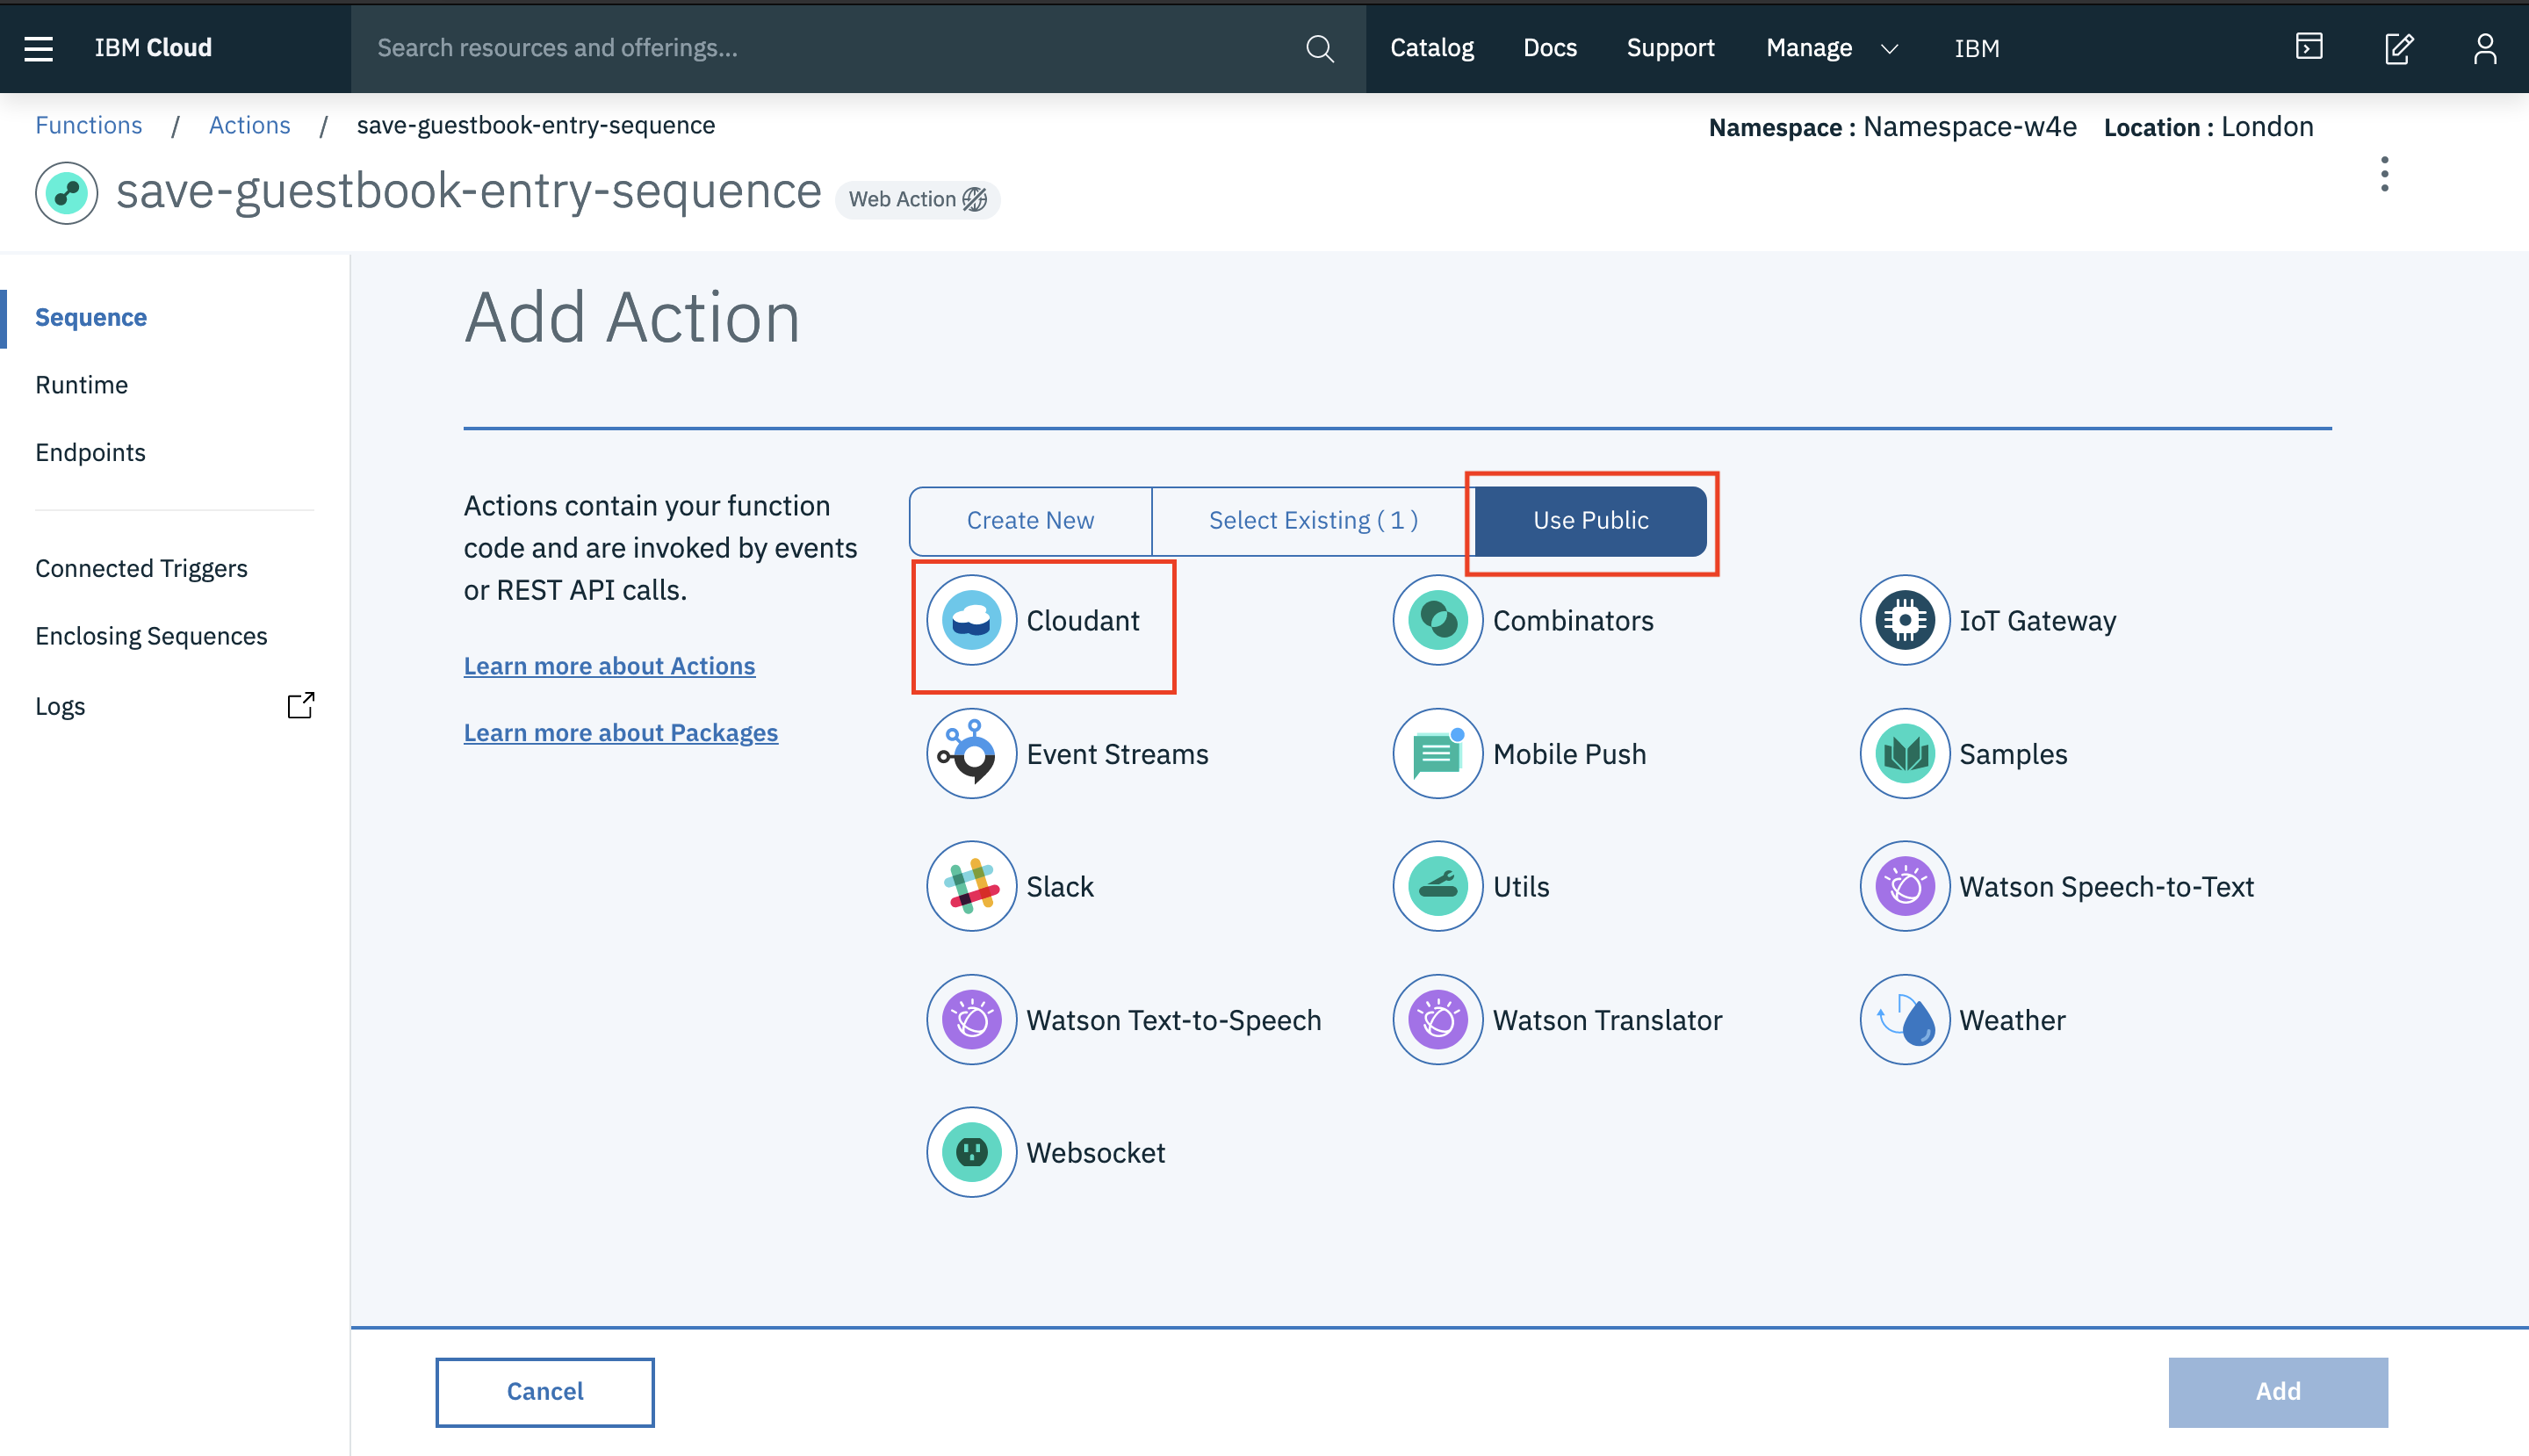 IBM Cloud
Search resources and offerings...
Catalog
Docs
Support
Manage
IBM
Functions / Actions / save-guestbook-entry-sequence
Namespace : Namespace-w4e Location : London
save-guestbook-entry-sequence
Web Action
Sequence
Runtime
Endpoints
Connected Triggers
Enclosing Sequences
Logs
Add Action
Actions contain your function
code and are invoked by events
or REST API calls.
Learn more about Actions
Learn more about Packages
Create New
Select Existing ( 1 )
Use Public
Cloudant
Combinators
IoT Gateway
Event Streams
Mobile Push
Samples
Slack
Utils
Watson Speech-to-Text
Watson Text-to-Speech
Watson Translator
Weather
Websocket
Cancel
Add